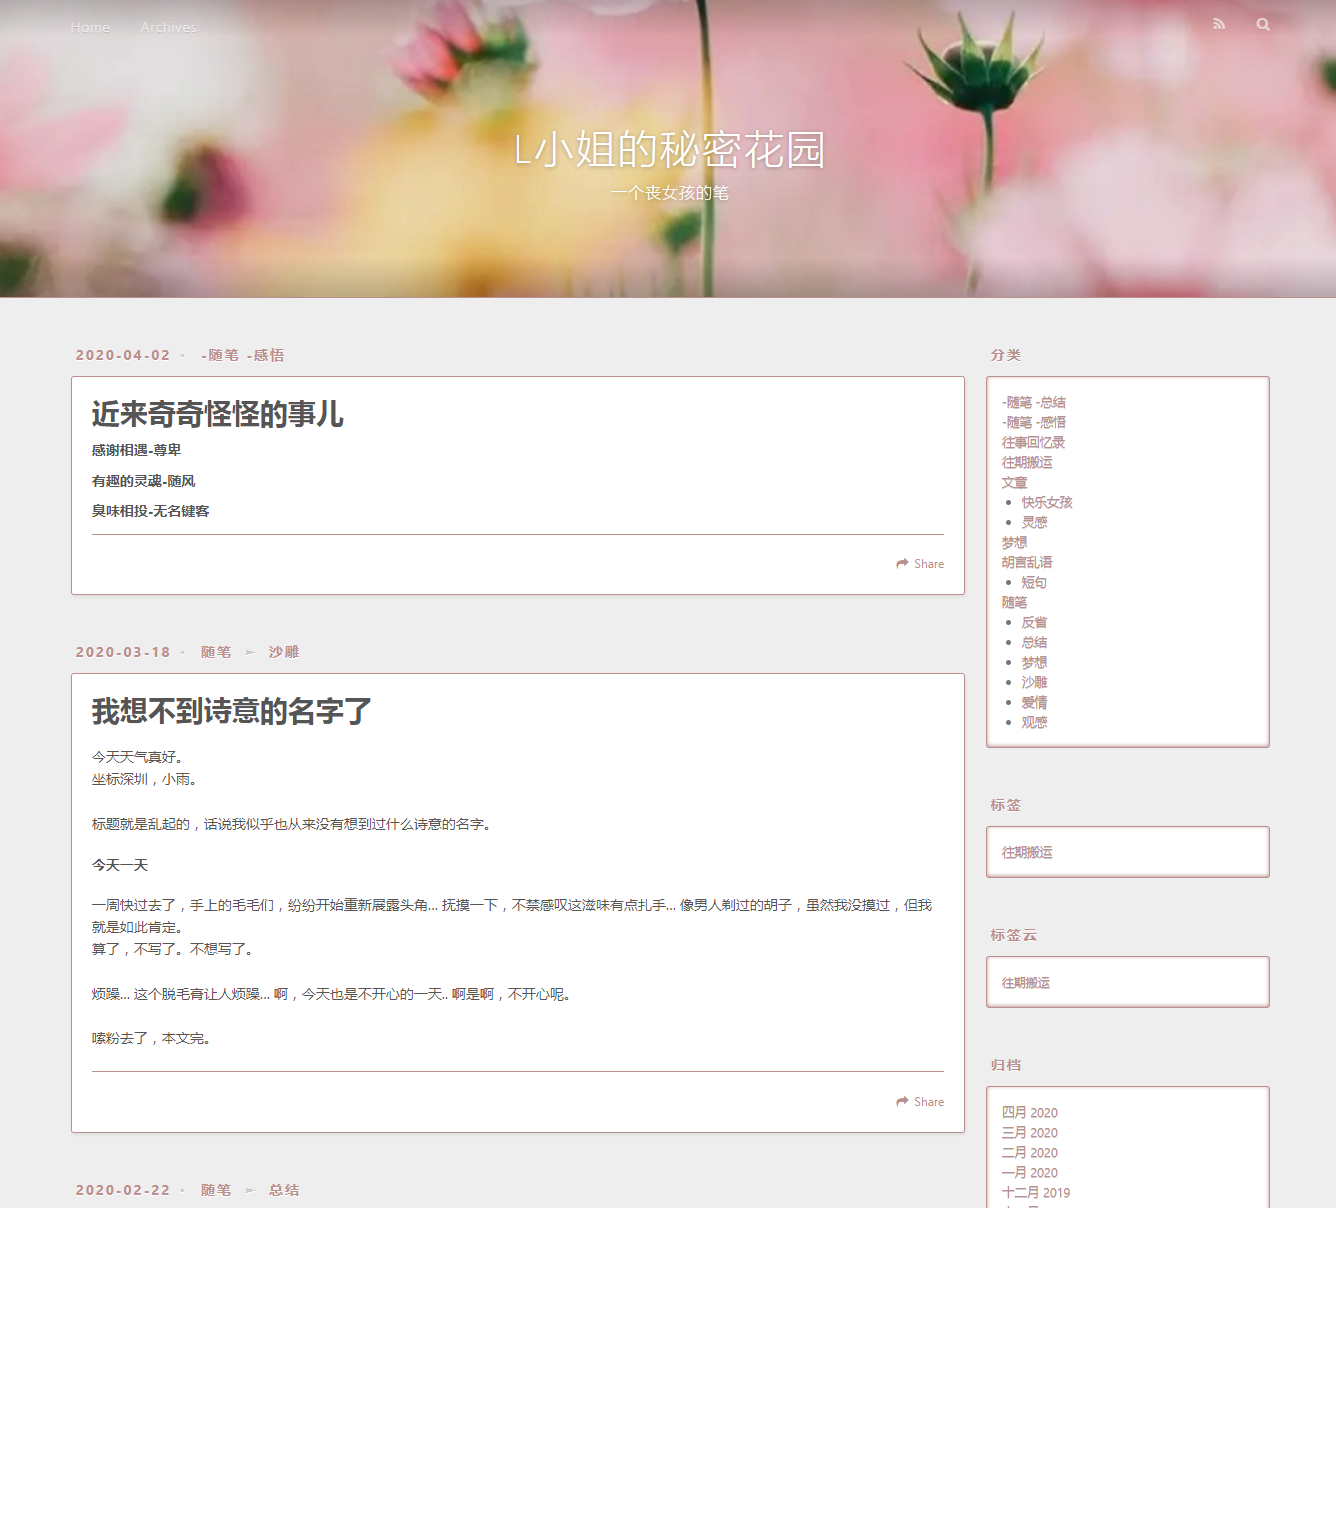 Home Archives
L小姐的秘密花园
一个丧女孩的笔
2020-04-02 • -随笔 -感悟
近来奇奇怪怪的事儿
感谢相遇-尊卑
有趣的灵魂-随风
臭味相投-无名键客
Share
2020-03-18 • 随笔 ► 沙雕
我想不到诗意的名字了
今天天气真好。
坐标深圳，小雨。
标题就是乱起的，话说我似乎也从来没有想到过什么诗意的名字。
今天一天
一周快过去了，手上的毛毛们，纷纷开始重新展露头角... 抚摸一下，不禁感叹这滋味有点扎手... 像男人剃过的胡子，虽然我没摸过，但我
就是如此肯定。
算了，不写了。不想写了。
烦躁... 这个脱毛膏让人烦躁... 啊，今天也是不开心的一天.. 啊是啊，不开心呢。
嗦粉去了，本文完。
Share
2020-02-22 • 随笔 ► 总结
分类
-随笔 -总结
-随笔 -感悟
往事回忆录
往期搬运
文章
• 快乐女孩
• 灵感
梦想
胡言乱语
• 短句
随笔
• 反省
• 总结
• 梦想
• 沙雕
• 爱情
• 观感
标签
往期搬运
标签云
往期搬运
归档
四月 2020
三月 2020
二月 2020
一月 2020
十二月 2019